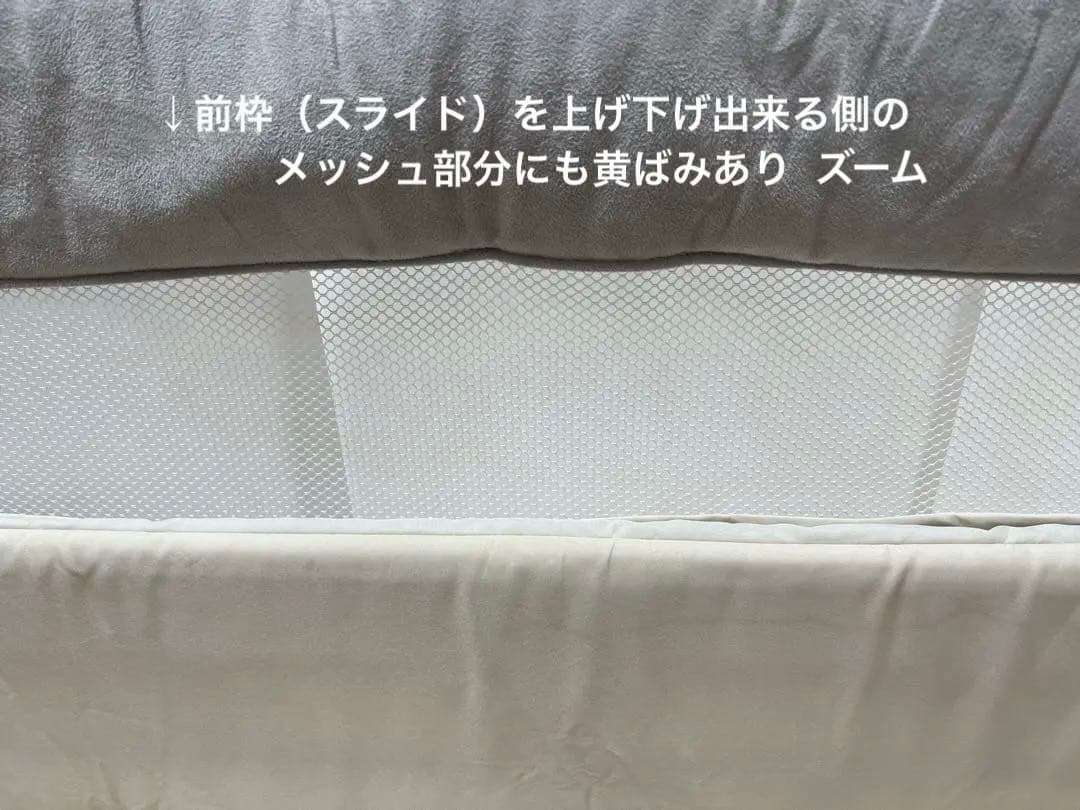 ↓前枠（スライド）を上げ下げ出来る側の
メッシュ部分にも黄ばみあり ズーム